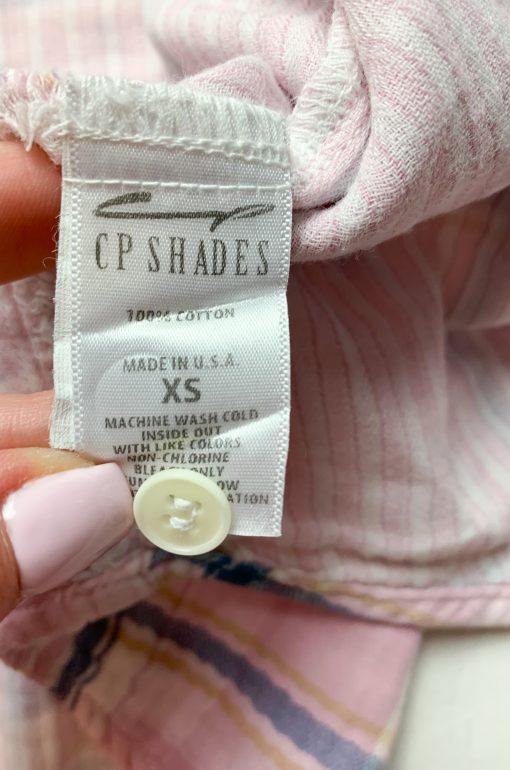 CP SHADES
100% COTTON
MADE IN U.S.A.
XS
MACHINE WASH COLD
INSIDE OUT
WITH LIKE COLORS
NON-CHLORINE
BLEACH ONLY